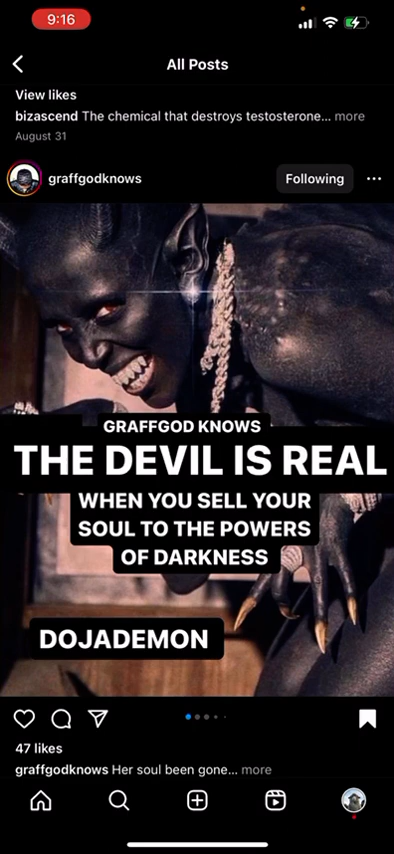 9:16
All Posts
View likes
bizascend The chemical that destroys testosterone... more
August 31
graffgodknows
Following
GRAFFGOD KNOWS
THE DEVIL IS REAL
WHEN YOU SELL YOUR
SOUL TO THE POWERS
OF DARKNESS
DOJADEMON
47 likes
graffgodknows Her soul been gone... more